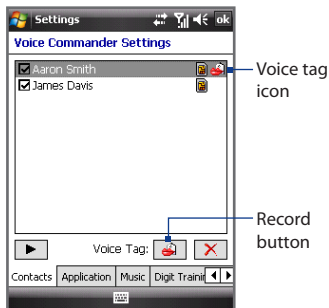 Settings ok
Voice Commander Settings
Aaron Smith
James Davis
Voice tag
icon
Record
button
Voice Tag:
Contacts Application Music Digit Trainin